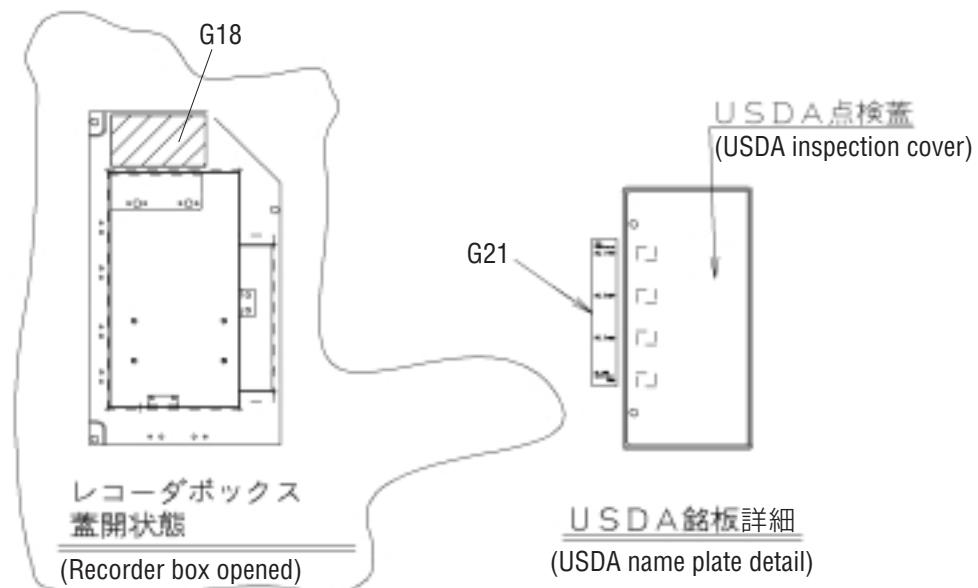 G18
USDA点検蓋
(USDA inspection cover)
G21
レコーダボックス
蓋開状態
(Recorder box opened)
USDA銘板詳細
(USDA name plate detail)